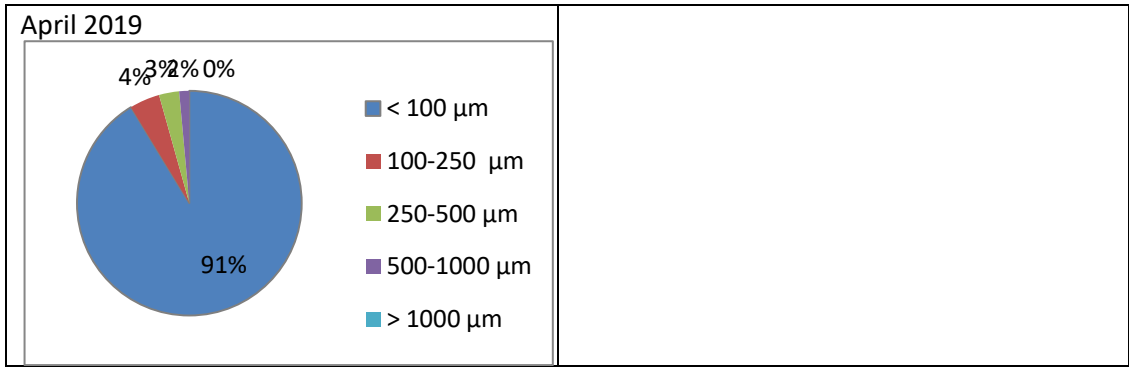 April 2019
4% 3% 2% 0%
91%
< 100 µm
100-250 µm
250-500 µm
500-1000 µm
> 1000 µm